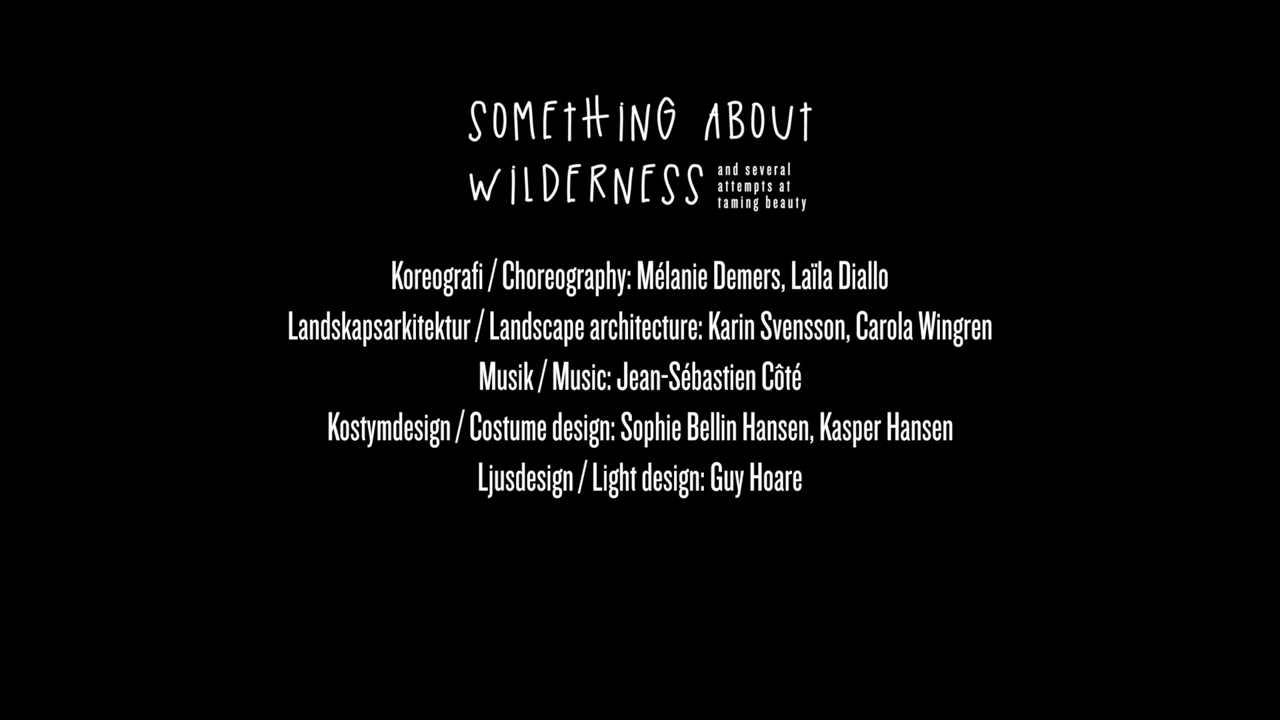 SOMETHING ABOUT
WILDERNESS
and several
attempts at
taming beauty
Koreografi / Choreography: Mélanie Demers, Laïla Diallo
Landskapsarkitektur / Landscape architecture: Karin Svensson, Carola Wingren
Musik / Music: Jean-Sébastien Côté
Kostymdesign / Costume design: Sophie Bellin Hansen, Kasper Hansen
Ljusdesign / Light design: Guy Hoare